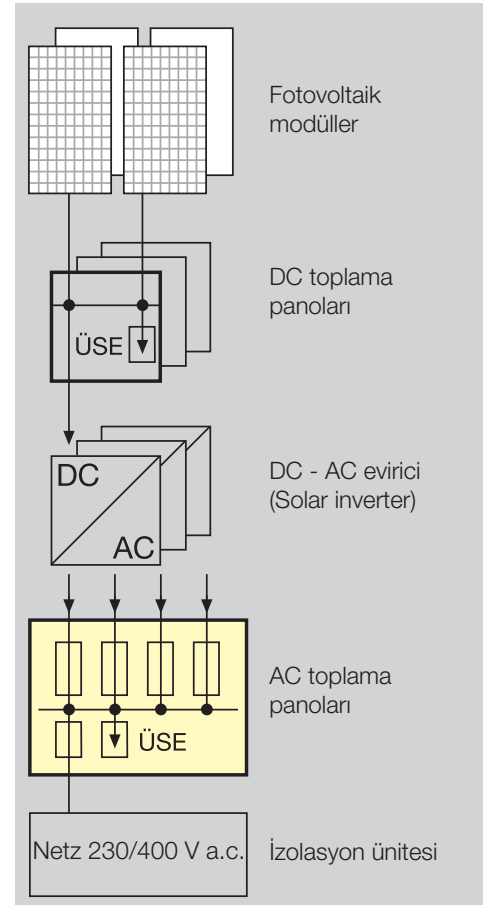 Fotovoltaik
modüller
DC toplama
panoları
ÜSE
DC - AC evirici
(Solar inverter)
DC
AC
AC toplama
panoları
ÜSE
Netz 230/400 V a.c.
İzolasyon ünitesi